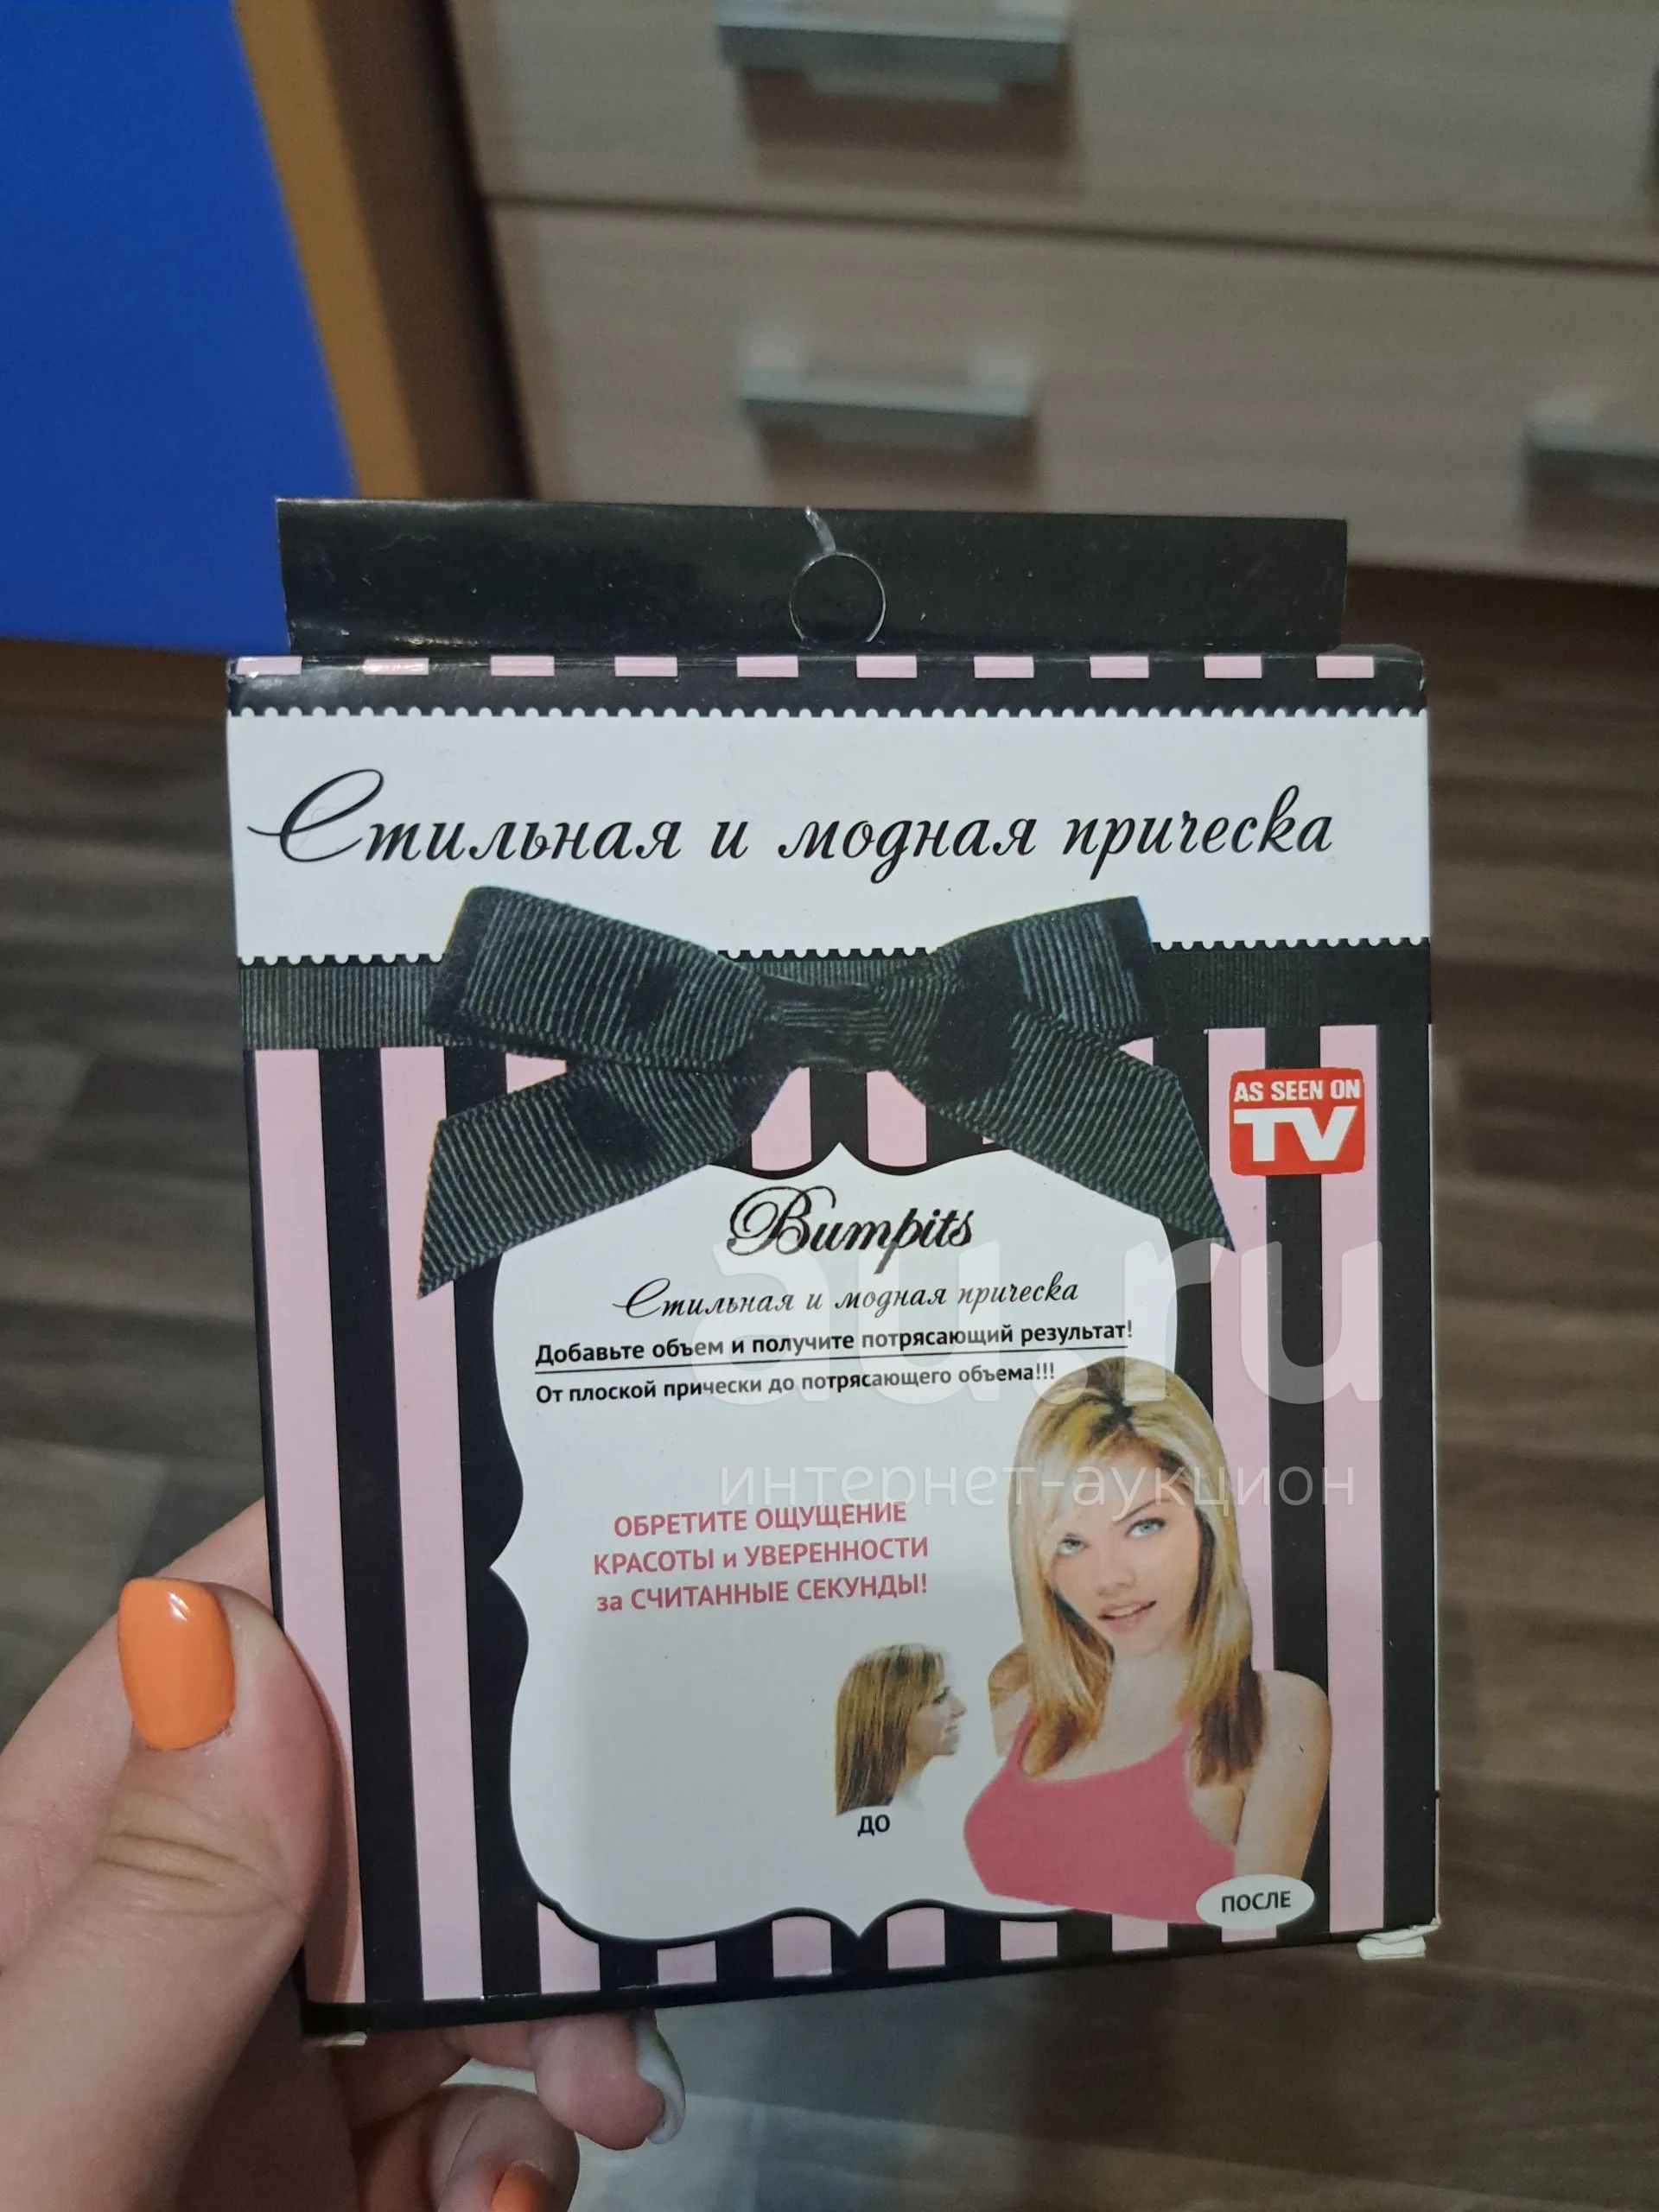 Стильная и модная прическа
AS SEEN ON
TV
Bumpits
Стильная и модная прическа
Добавьте объем и получите потрясающий результат!
От плоской прически до потрясающего объема!!!
au.ru
интернет-аукцион
ОБРЕТИТЕ ОЩУЩЕНИЕ
КРАСОТЫ и УВЕРЕННОСТИ
за СЧИТАННЫЕ СЕКУНДЫ!
ДО
ПОСЛЕ